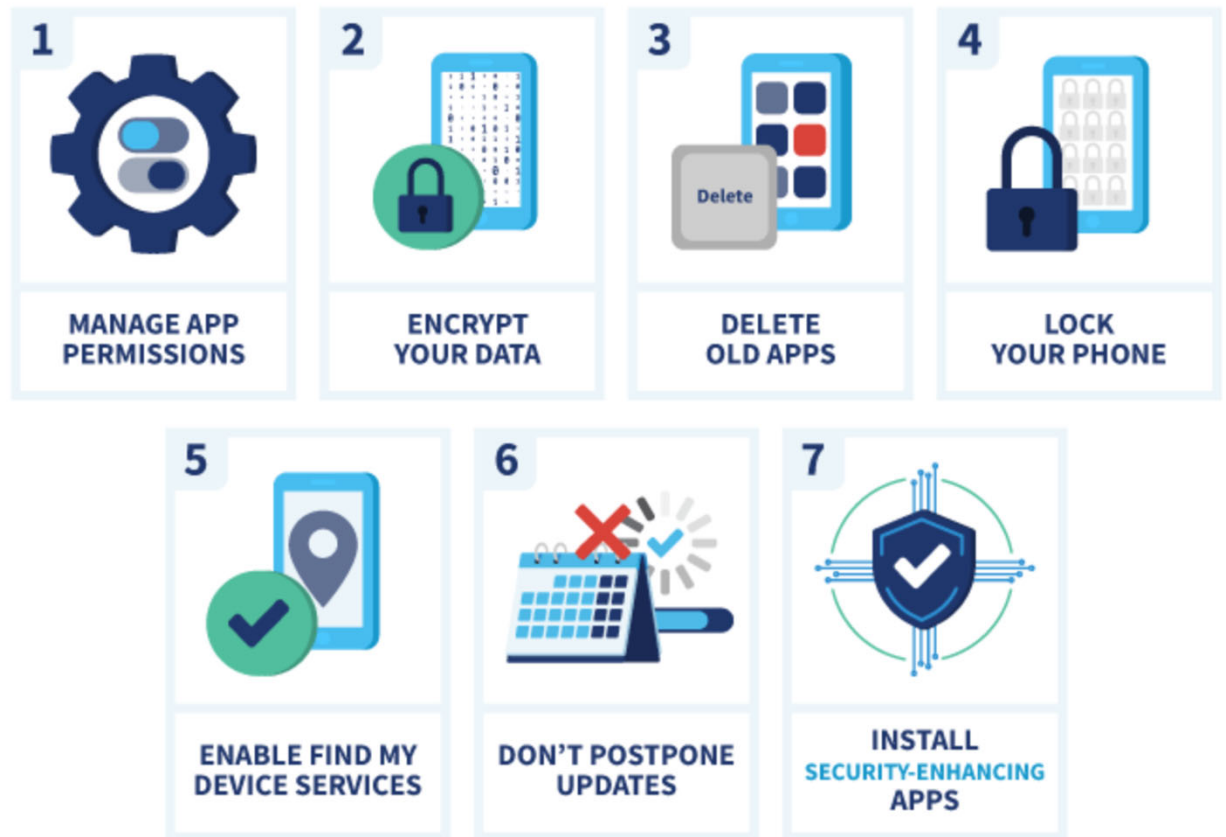 1
MANAGE APP
PERMISSIONS
2
ENCRYPT
YOUR DATA
3
Delete
DELETE
OLD APPS
4
LOCK
YOUR PHONE
5
ENABLE FIND MY
DEVICE SERVICES
6
DON'T POSTPONE
UPDATES
7
INSTALL
SECURITY-ENHANCING
APPS